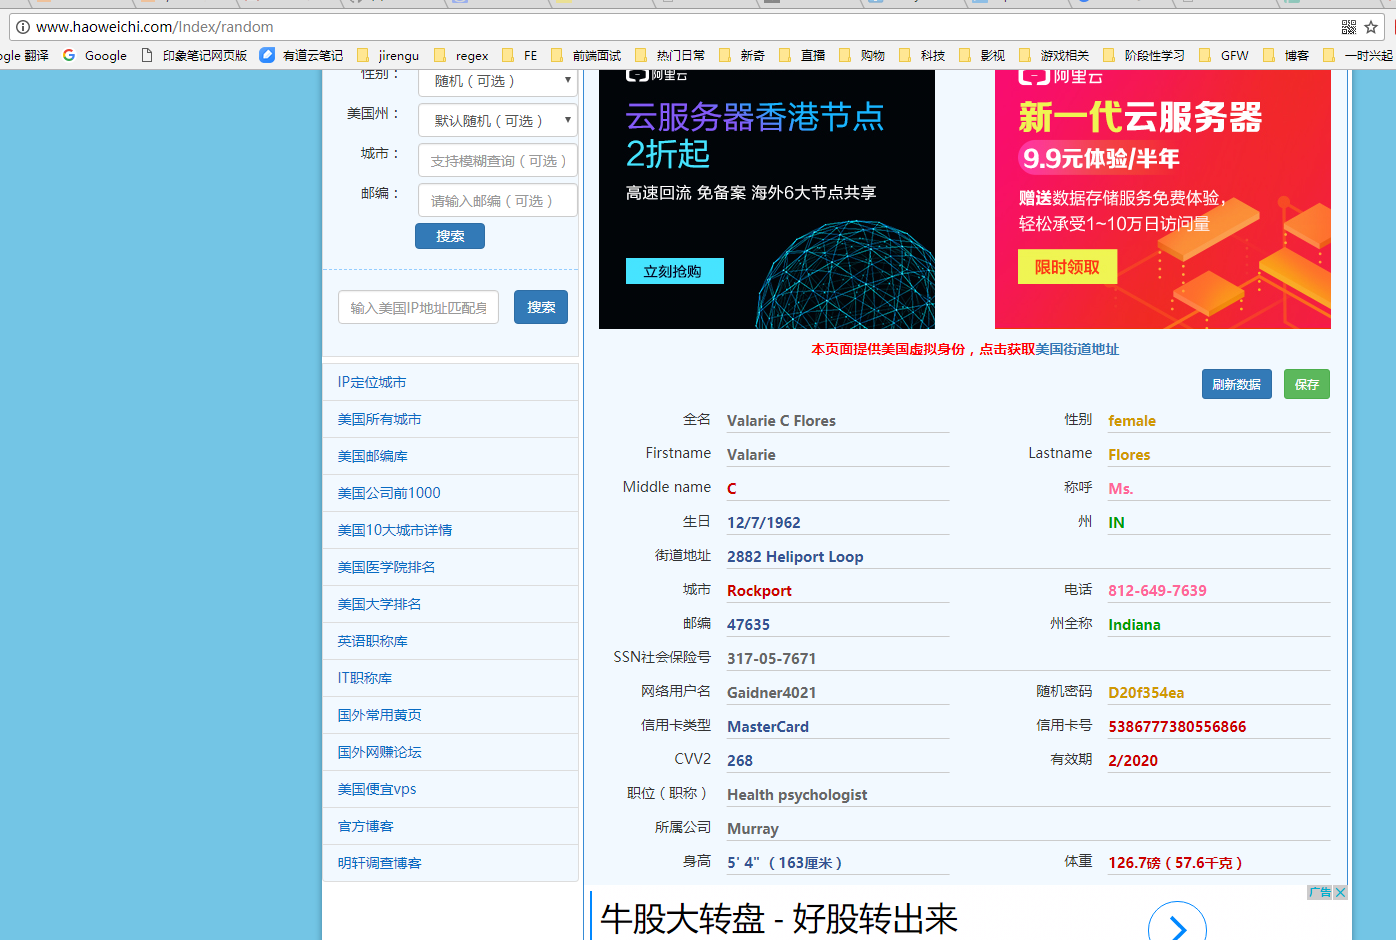 www.haoweichi.com/Index/random
gle 翻译 Google 印象笔记网页版 有道云笔记 jirengu regex FE 前端面试 热门日常 新奇 直播 购物 科技 影视 游戏相关 阶段性学习 GFW 博客 一时兴起
性别：
随机（可选）
美国州：
默认随机（可选）
城市：
支持模糊查询（可选）
邮编：
请输入邮编（可选）
搜索
输入美国IP地址匹配身
搜索
IP定位城市
美国所有城市
美国邮编库
美国公司前1000
美国10大城市详情
美国医学院排名
美国大学排名
英语职称库
IT职称库
国外常用黄页
国外网赚论坛
美国便宜vps
官方博客
明轩调查博客
阿里云
云服务器香港节点
2折起
高速回流 免备案 海外6大节点共享
立刻抢购
阿里云
新一代云服务器
9.9元体验/半年
赠送数据存储服务免费体验，
轻松承受1~10万日访问量
限时领取
本页面提供美国虚拟身份，点击获取美国街道地址
刷新数据 保存
全名 Valarie C Flores 性别 female
Firstname Valarie Lastname Flores
Middle name C 称呼 Ms.
生日 12/7/1962 州 IN
街道地址 2882 Heliport Loop
城市 Rockport 电话 812-649-7639
邮编 47635 州全称 Indiana
SSN社会保险号 317-05-7671
网络用户名 Gaidner4021 随机密码 D20f354ea
信用卡类型 MasterCard 信用卡号 5386777380556866
CVV2 268 有效期 2/2020
职位（职称） Health psychologist
所属公司 Murray
身高 5' 4"（163厘米） 体重 126.7磅（57.6千克）
广告
牛股大转盘 - 好股转出来